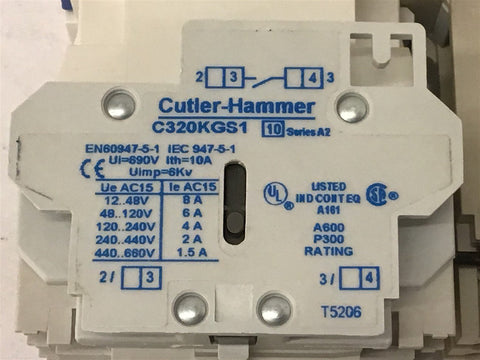 2 3 4 3
Cutler-Hammer
C320KGS1 10 Series A2
EN60947-5-1 IEC 947-5-1
CE Ui=690V Ith=10A
Uimp=6Kv
Ue AC15 Ie AC15
12..48V 8 A
48..120V 6 A
120..240V 4 A
240..440V 2 A
440..660V 1.5 A
UL LISTED SA
IND CONT EQ
A161
A600
P300
RATING
2 / 3
3 / 4
T5206